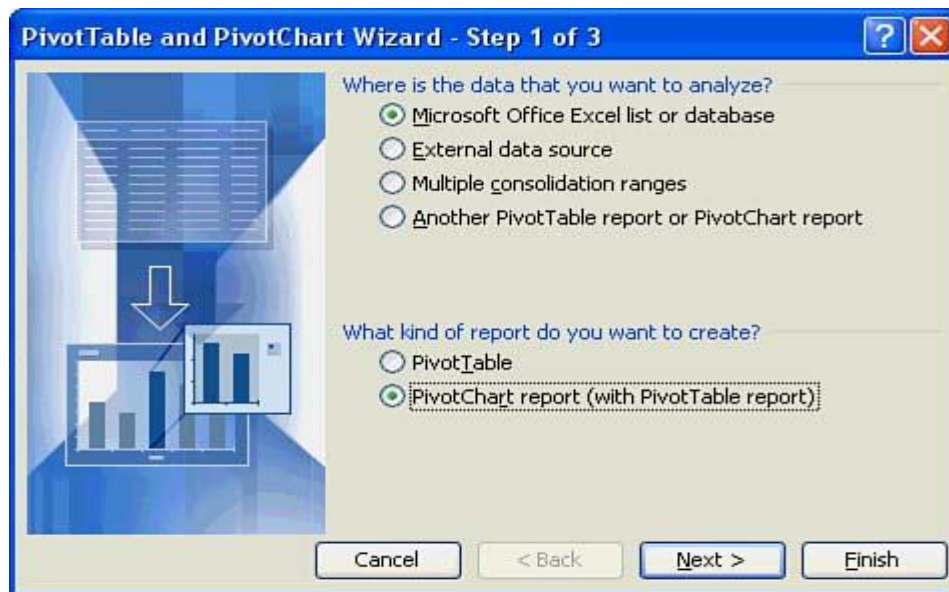 PivotTable and PivotChart Wizard - Step 1 of 3
Where is the data that you want to analyze?
Microsoft Office Excel list or database
External data source
Multiple consolidation ranges
Another PivotTable report or PivotChart report
What kind of report do you want to create?
PivotTable
PivotChart report (with PivotTable report)
Cancel < Back Next > Finish